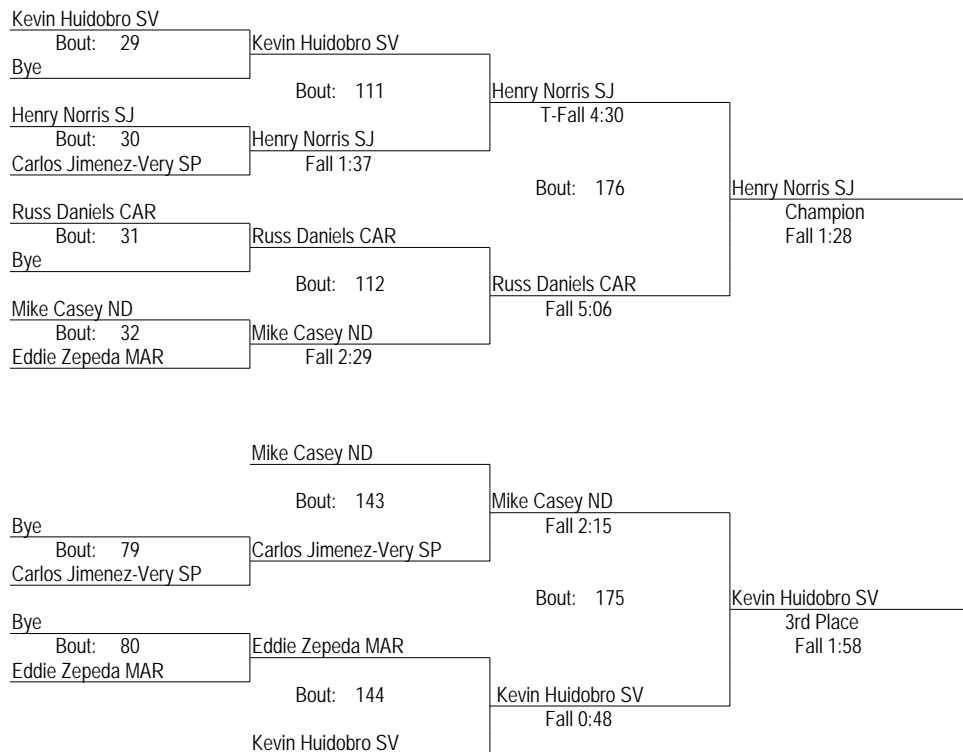 Kevin Huidobro SV
Bout: 29
Bye
Kevin Huidobro SV
Bout: 111
Henry Norris SJ
Bout: 30
Carlos Jimenez-Very SP
Henry Norris SJ
Fall 1:37
Henry Norris SJ
T-Fall 4:30
Bout: 176
Henry Norris SJ
Champion
Fall 1:28
Russ Daniels CAR
Bout: 31
Bye
Russ Daniels CAR
Bout: 112
Russ Daniels CAR
Fall 5:06
Mike Casey ND
Bout: 32
Eddie Zepeda MAR
Mike Casey ND
Fall 2:29
Mike Casey ND
Bout: 143
Mike Casey ND
Fall 2:15
Bye
Bout: 79
Carlos Jimenez-Very SP
Carlos Jimenez-Very SP
Bout: 175
Kevin Huidobro SV
3rd Place
Fall 1:58
Bye
Bout: 80
Eddie Zepeda MAR
Eddie Zepeda MAR
Bout: 144
Kevin Huidobro SV
Fall 0:48
Kevin Huidobro SV